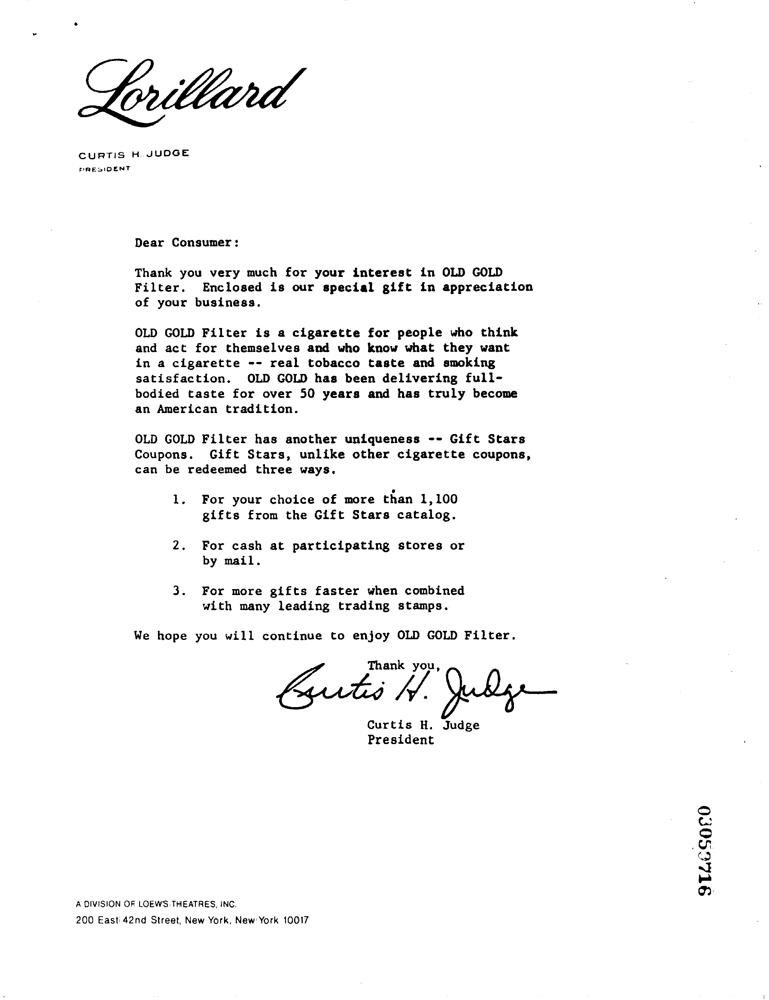 Lorillard
CURTIS H. JUDGE
PRESIDENT
Dear Consumer:
Thank you very much for your interest in OLD GOLD
Filter. Enclosed is our special gift in appreciation
of your business.
OLD GOLD Filter is a cigarette for people who think
and act for themselves and who know what they want
in a cigarette -- real tobacco taste and smoking
satisfaction. OLD GOLD has been delivering full-
bodied taste for over 50 years and has truly become
an American tradition.
OLD GOLD Filter has another uniqueness -- Gift Stars
Coupons. Gift Stars, unlike other cigarette coupons,
can be redeemed three ways.
1. For your choice of more than 1,100
gifts from the Gift Stars catalog.
2. For cash at participating stores or
by mail.
3. For more gifts faster when combined
with many leading trading stamps.
We hope you will continue to enjoy OLD GOLD Filter.
Thank you,
Curtis H. Judge
Curtis H. Judge
President
A DIVISION OF LOEWS THEATRES, INC.
200 East 42nd Street, New York, New York 10017